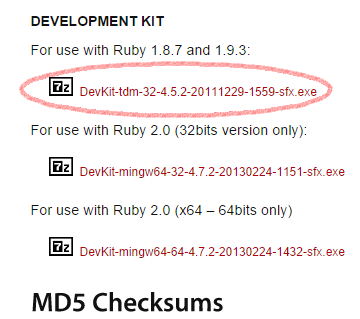 DEVELOPMENT KIT
For use with Ruby 1.8.7 and 1.9.3:
7z DevKit-tdm-32-4.5.2-20111229-1559-sfx.exe
For use with Ruby 2.0 (32bits version only):
7z DevKit-mingw64-32-4.7.2-20130224-1151-sfx.exe
For use with Ruby 2.0 (x64 – 64bits only)
7z DevKit-mingw64-64-4.7.2-20130224-1432-sfx.exe
MD5 Checksums